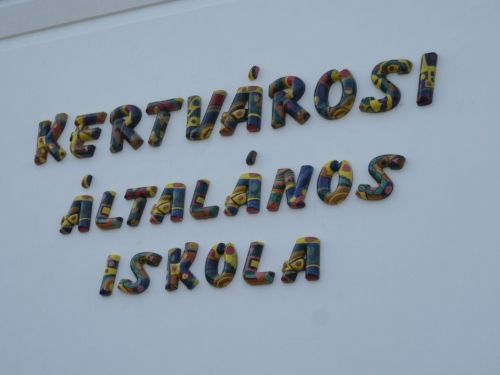 KERTVÁROSI
ÁLTALÁNOS
ISKOLA